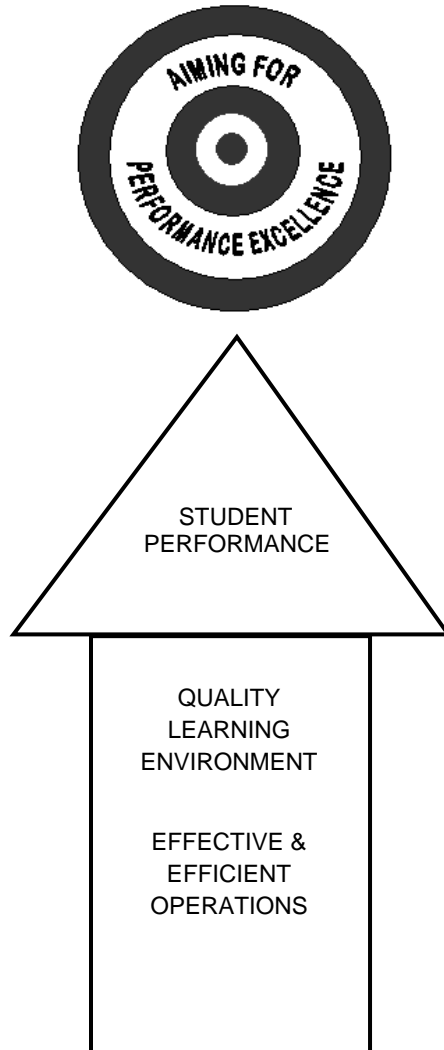 AIMING FOR
PERFORMANCE EXCELLENCE
STUDENT
PERFORMANCE
QUALITY
LEARNING
ENVIRONMENT
EFFECTIVE &
EFFICIENT
OPERATIONS